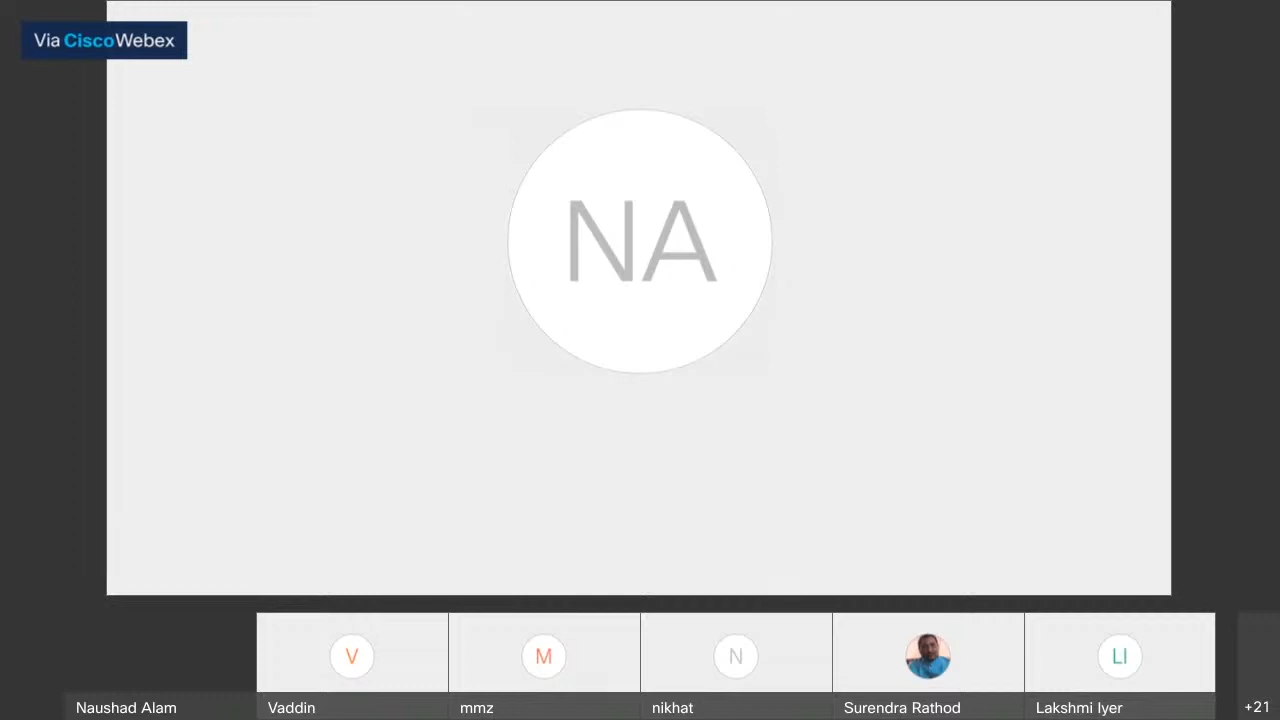 Via CiscoWebex
NA
V
M
N
LI
Naushad Alam
Vaddin
mmz
nikhat
Surendra Rathod
Lakshmi Iyer
+21